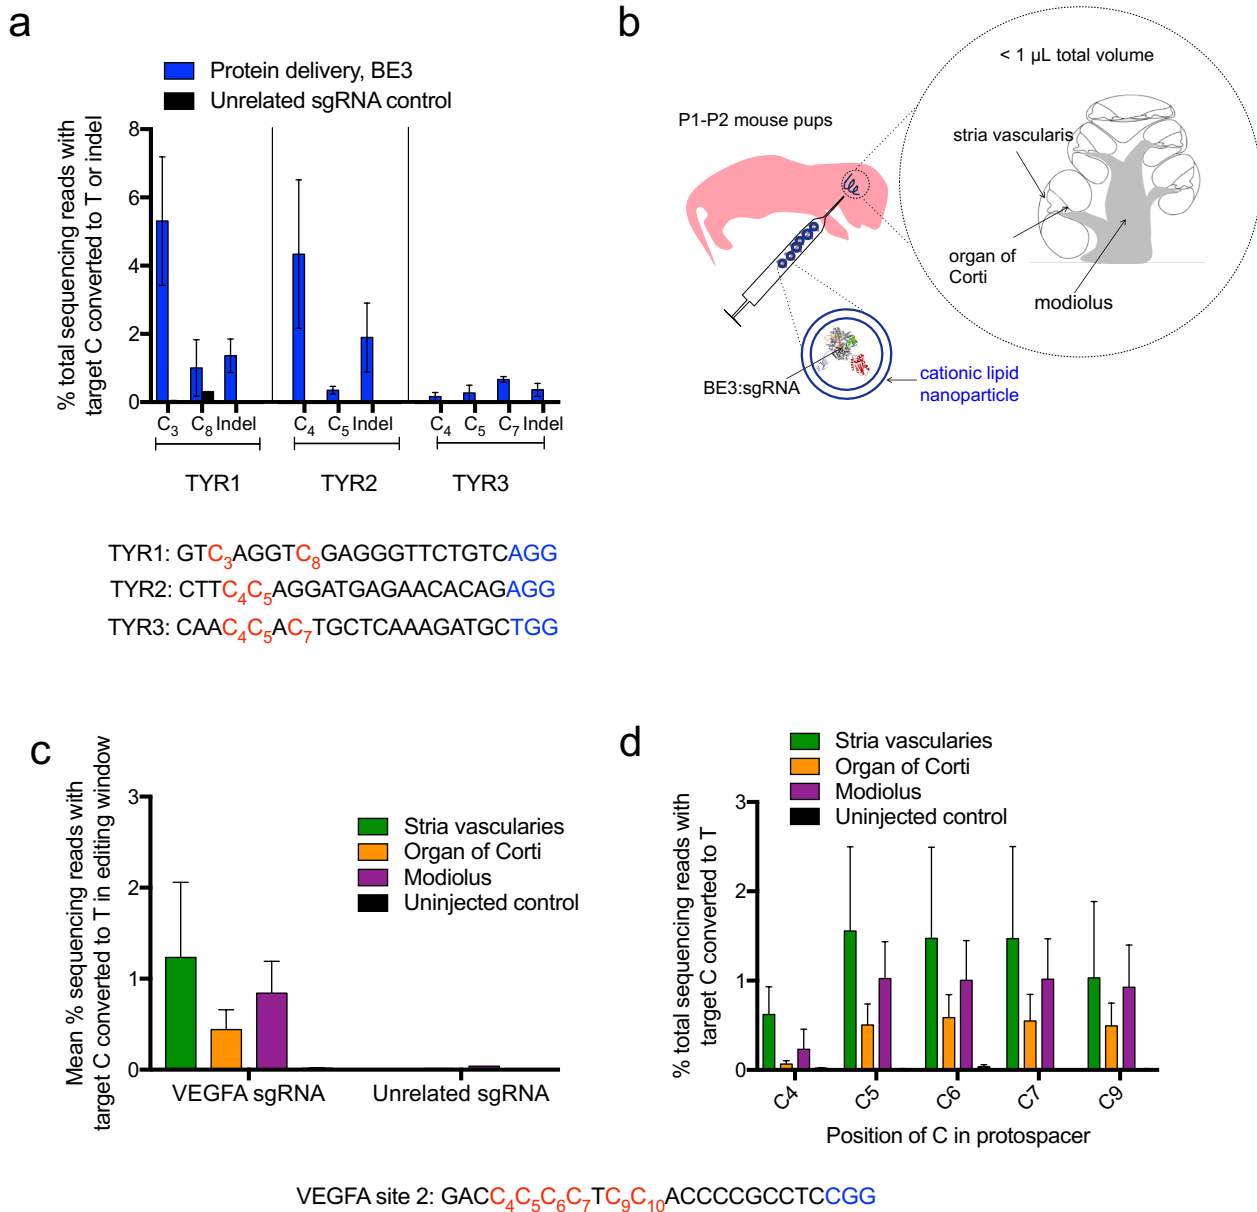 a
Protein delivery, BE3
Unrelated sgRNA control
% total sequencing reads with
target C converted to T or indel
8
6
4
2
0
C3 C8 Indel
C4 C5 Indel
C4 C5 C7 Indel
TYR1
TYR2
TYR3
TYR1: GTC3AGGTC8GAGGGTTCTGTCAGG
TYR2: CTTC4C5AGGATGAGAACACAGAGG
TYR3: CAAC4C5AC7TGCTCAAAGATGCTGG
b
< 1 µL total volume
P1-P2 mouse pups
stria vascularis
organ of
Corti
modiolus
BE3:sgRNA
cationic lipid
nanoparticle
c
Mean % sequencing reads with
target C converted to T in editing window
3
2
1
0
Stria vascularies
Organ of Corti
Modiolus
Uninjected control
VEGFA sgRNA
Unrelated sgRNA
d
Stria vascularies
Organ of Corti
Modiolus
Uninjected control
% total sequencing reads with
target C converted to T
3
2
1
0
C4
C5
C6
C7
C9
Position of C in protospacer
VEGFA site 2: GACC4C5C6C7TC9C10ACCCCGCCTCCGG